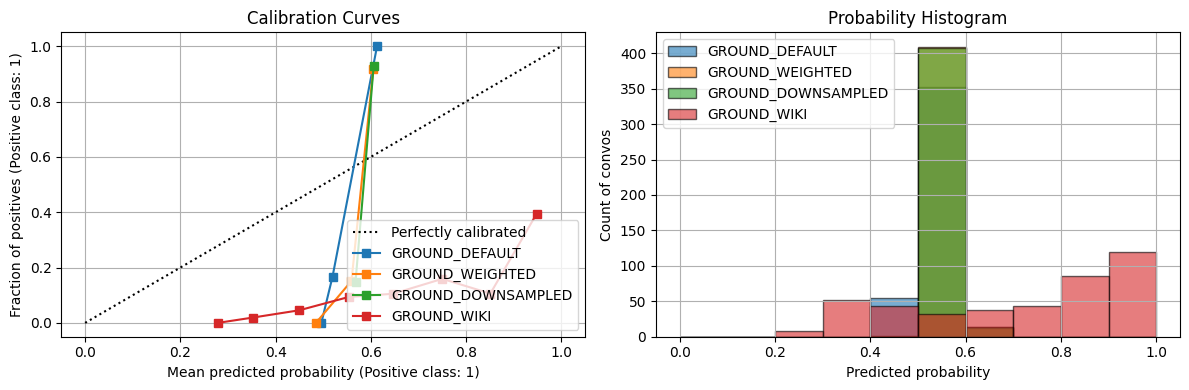 Calibration Curves
Fraction of positives (Positive class: 1)
1.0
0.8
0.6
0.4
0.2
0.0
Perfectly calibrated
GROUND_DEFAULT
GROUND_WEIGHTED
GROUND_DOWNSAMPLED
GROUND_WIKI
0.0 0.2 0.4 0.6 0.8 1.0
Mean predicted probability (Positive class: 1)
Probability Histogram
Count of convos
400
350
300
250
200
150
100
50
0
GROUND_DEFAULT
GROUND_WEIGHTED
GROUND_DOWNSAMPLED
GROUND_WIKI
0.0 0.2 0.4 0.6 0.8 1.0
Predicted probability